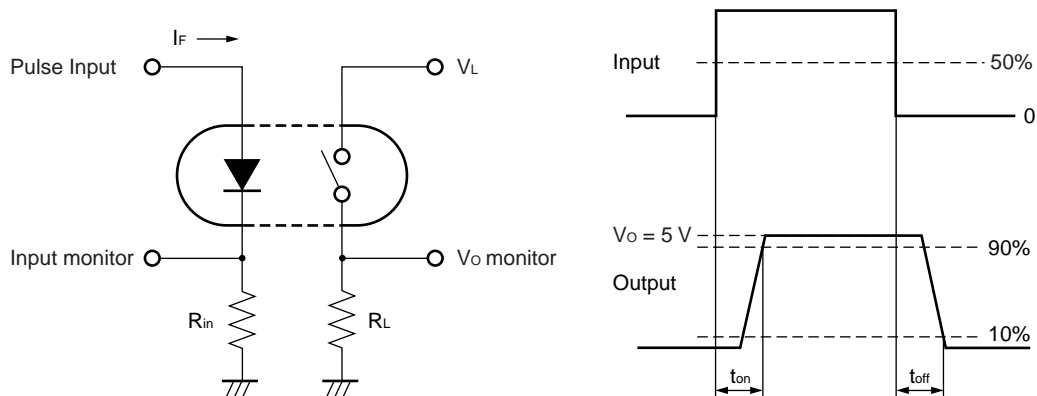 IF
Pulse Input
VL
Input monitor
VO monitor
Rin
RL
Input
50%
0
VO = 5 V
90%
Output
10%
ton
toff